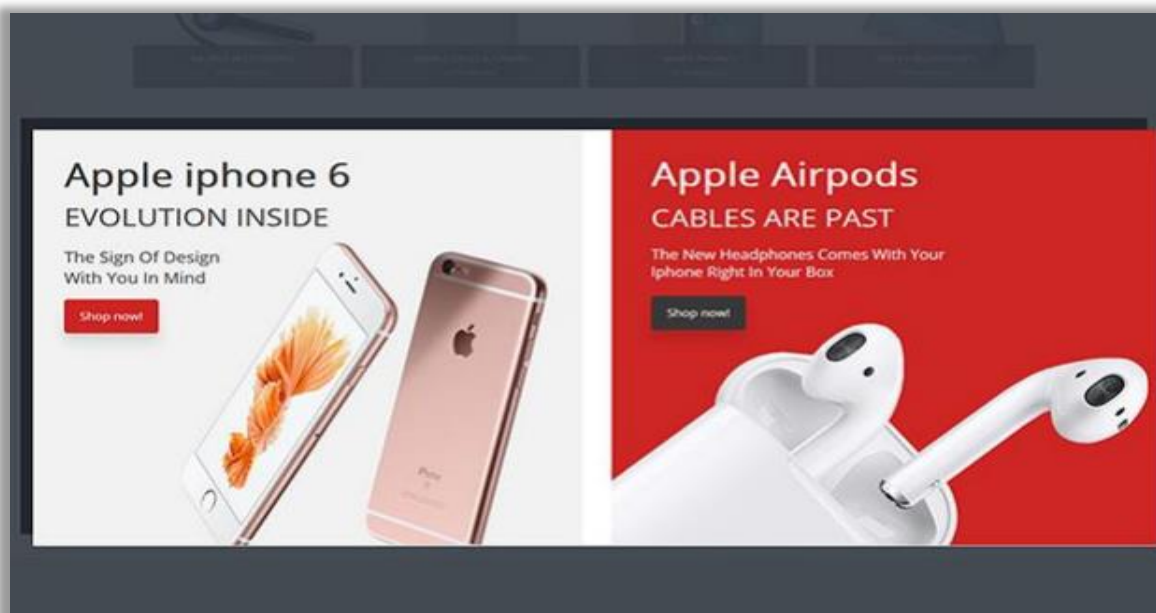 Apple iphone 6
EVOLUTION INSIDE
The Sign Of Design
With You In Mind
Shop now!
iPhone
Apple Airpods
CABLES ARE PAST
The New Headphones Comes With Your
Iphone Right In Your Box
Shop now!